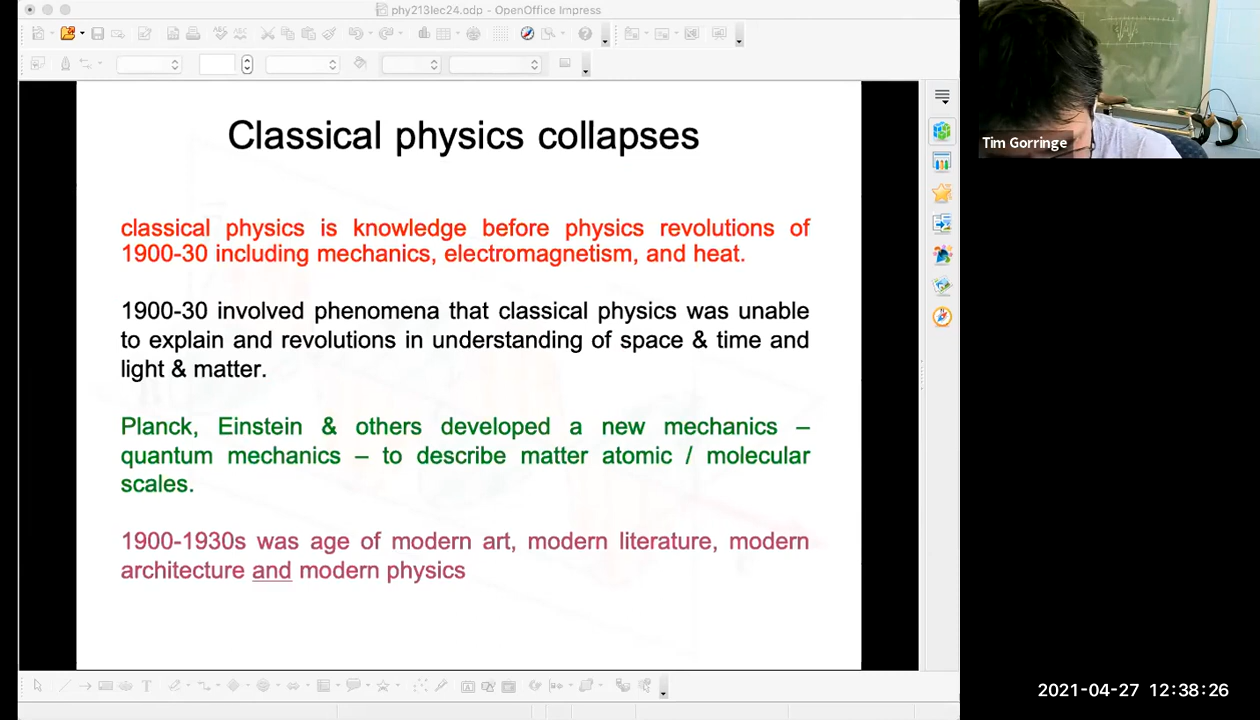 phy213lec24.odp - OpenOffice Impress
Classical physics collapses
classical physics is knowledge before physics revolutions of
1900-30 including mechanics, electromagnetism, and heat.
1900-30 involved phenomena that classical physics was unable
to explain and revolutions in understanding of space & time and
light & matter.
Planck, Einstein & others developed a new mechanics –
quantum mechanics – to describe matter atomic / molecular
scales.
1900-1930s was age of modern art, modern literature, modern
architecture and modern physics
Tim Gorringe
2021-04-27 12:38:26